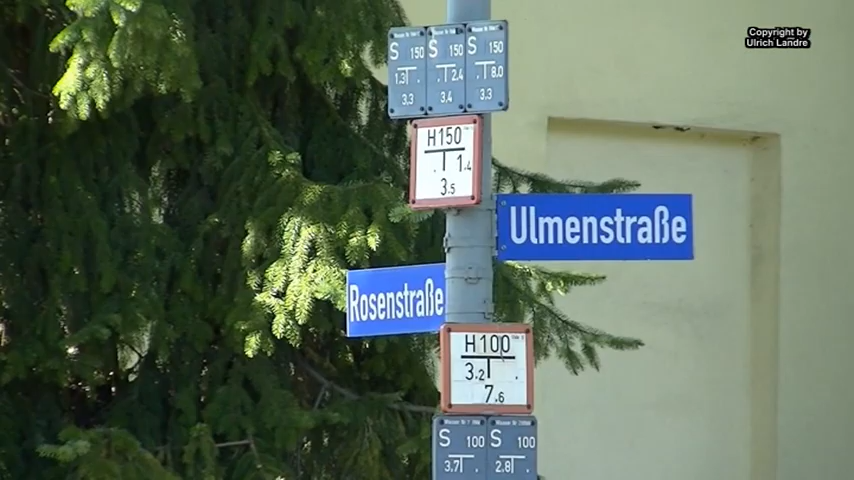 Copyright by
Ulrich Landre
S 150
1.3
3,3
S 150
2.4
3,4
S 150
8.0
3.3
H150
1.4
3.5
Ulmenstraße
Rosenstraße
H100
3.2
7.6
S 100
3.7
S 100
2.8